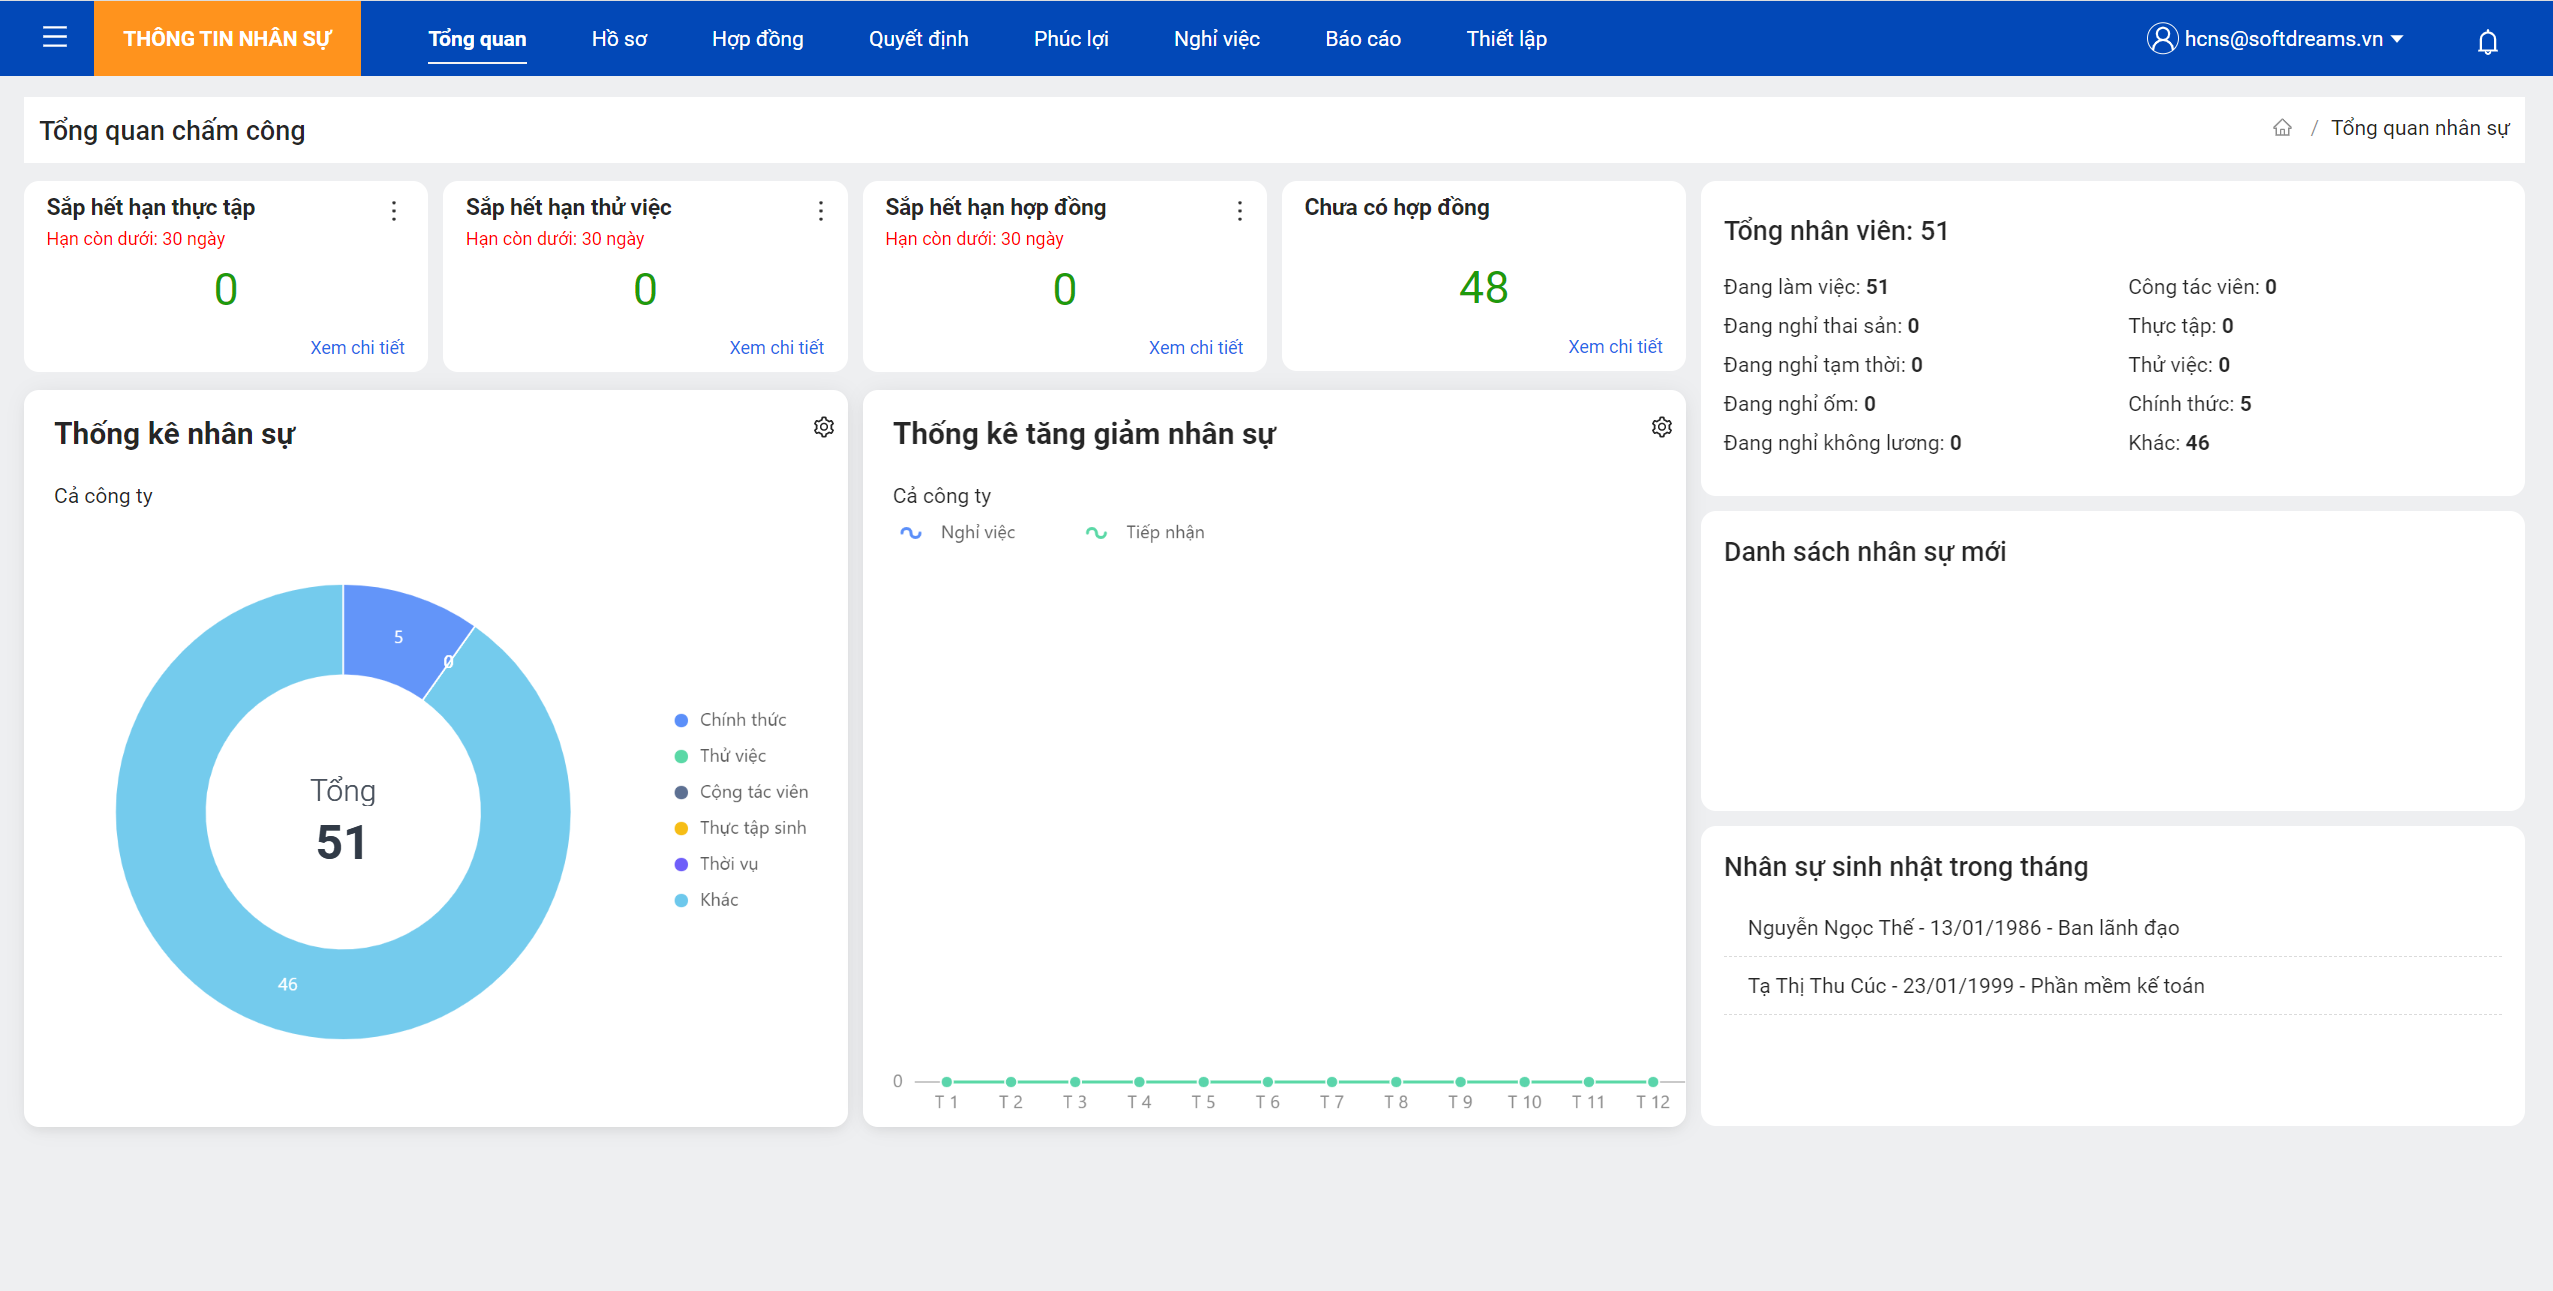 THÔNG TIN NHÂN SỰ
Tổng quan
Hồ sơ
Hợp đồng
Quyết định
Phúc lợi
Nghỉ việc
Báo cáo
Thiết lập
hcns@softdreams.vn
Tổng quan chấm công
/ Tổng quan nhân sự
Sắp hết hạn thực tập
Hạn còn dưới: 30 ngày
0
Xem chi tiết
Sắp hết hạn thử việc
Hạn còn dưới: 30 ngày
0
Xem chi tiết
Sắp hết hạn hợp đồng
Hạn còn dưới: 30 ngày
0
Xem chi tiết
Chưa có hợp đồng
48
Xem chi tiết
Tổng nhân viên: 51
Đang làm việc: 51
Đang nghỉ thai sản: 0
Đang nghỉ tạm thời: 0
Đang nghỉ ốm: 0
Đang nghỉ không lương: 0
Công tác viên: 0
Thực tập: 0
Thử việc: 0
Chính thức: 5
Khác: 46
Thống kê nhân sự
Cả công ty
5
0
46
Tổng
51
Chính thức
Thử việc
Cộng tác viên
Thực tập sinh
Thời vụ
Khác
Thống kê tăng giảm nhân sự
Cả công ty
Nghỉ việc
Tiếp nhận
0
T 1
T 2
T 3
T 4
T 5
T 6
T 7
T 8
T 9
T 10
T 11
T 12
Danh sách nhân sự mới
Nhân sự sinh nhật trong tháng
Nguyễn Ngọc Thế - 13/01/1986 - Ban lãnh đạo
Tạ Thị Thu Cúc - 23/01/1999 - Phần mềm kế toán